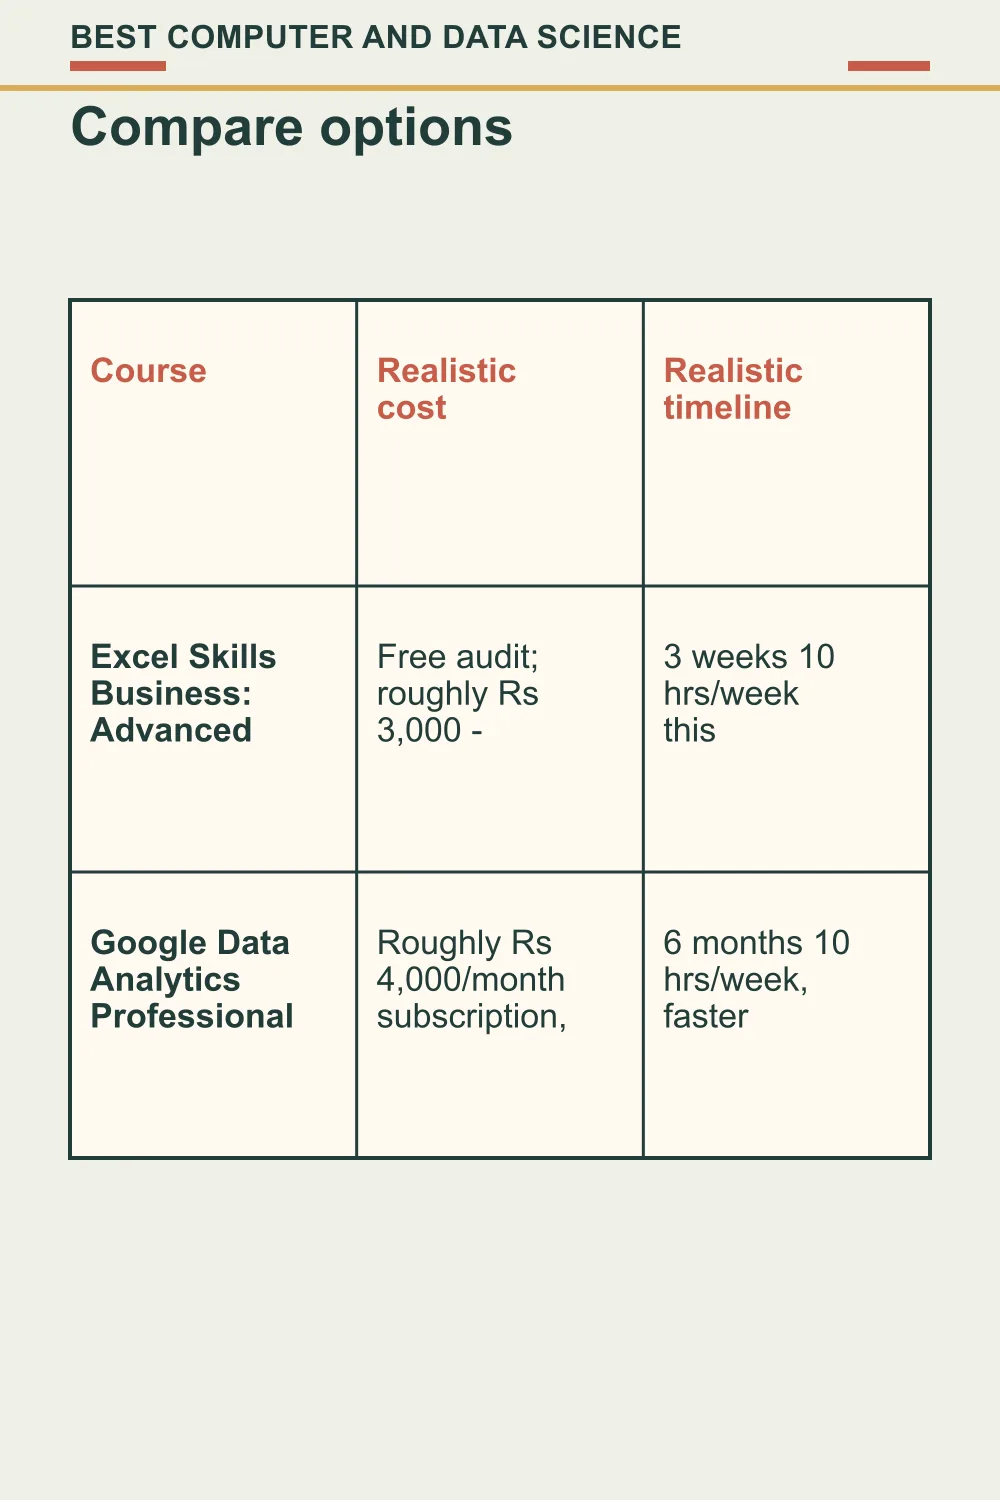 BEST COMPUTER AND DATA SCIENCE
Compare options
Course
Realistic
cost
Realistic
timeline
Excel Skills
Business:
Advanced
Free audit;
roughly Rs
3,000 -
3 weeks 10
hrs/week
this
Google Data
Analytics
Professional
Roughly Rs
4,000/month
subscription,
6 months 10
hrs/week,
faster